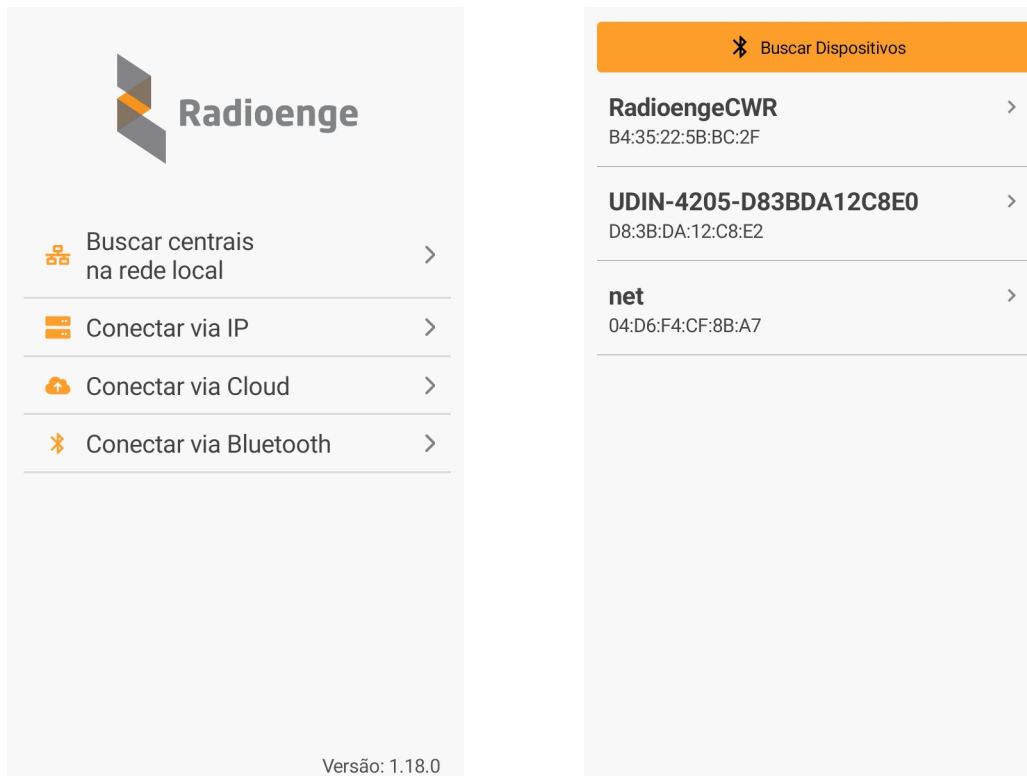 Radioenge
Buscar centrais
na rede local
Conectar via IP
Conectar via Cloud
Conectar via Bluetooth
Versão: 1.18.0
Buscar Dispositivos
RadioengeCWR
B4:35:22:5B:BC:2F
UDIN-4205-D83BDA12C8E0
D8:3B:DA:12:C8:E2
net
04:D6:F4:CF:8B:A7